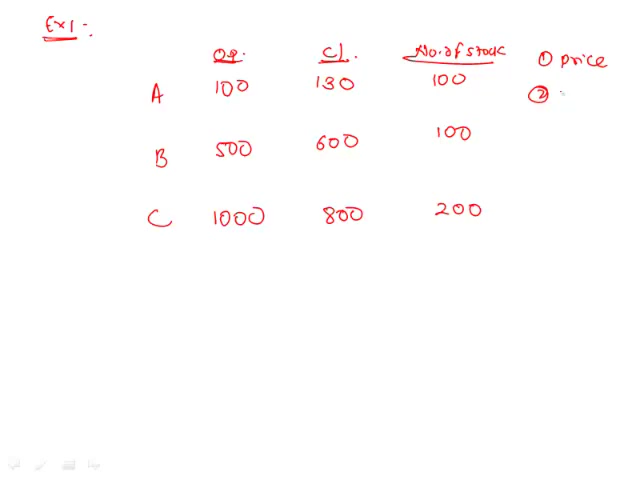 Ex1:-
Op. Cl. No. of stock ① price
A 100 130 100 ②
B 500 600 100
C 1000 800 200